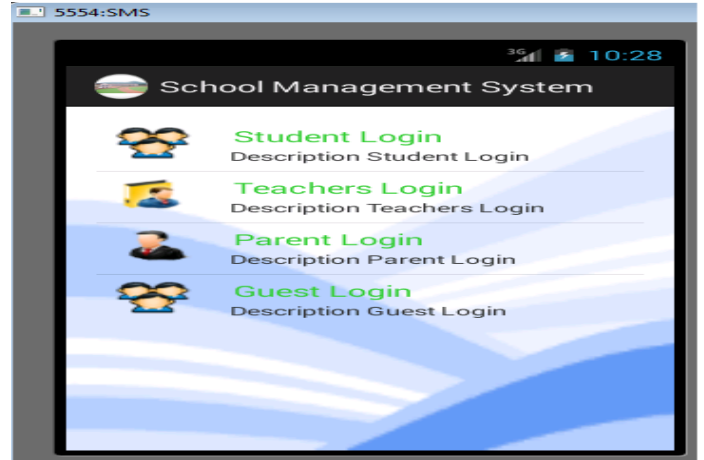 5554:SMS
3G 10:28
School Management System
Student Login
Description Student Login
Teachers Login
Description Teachers Login
Parent Login
Description Parent Login
Guest Login
Description Guest Login